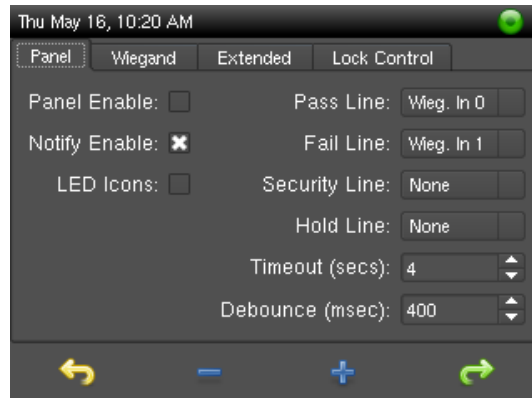 Thu May 16, 10:20 AM
Panel Wiegand Extended Lock Control
Panel Enable: Pass Line: Wieg. In 0
Notify Enable: Fail Line: Wieg. In 1
LED Icons: Security Line: None
Hold Line: None
Timeout (secs): 4
Debounce (msec): 400